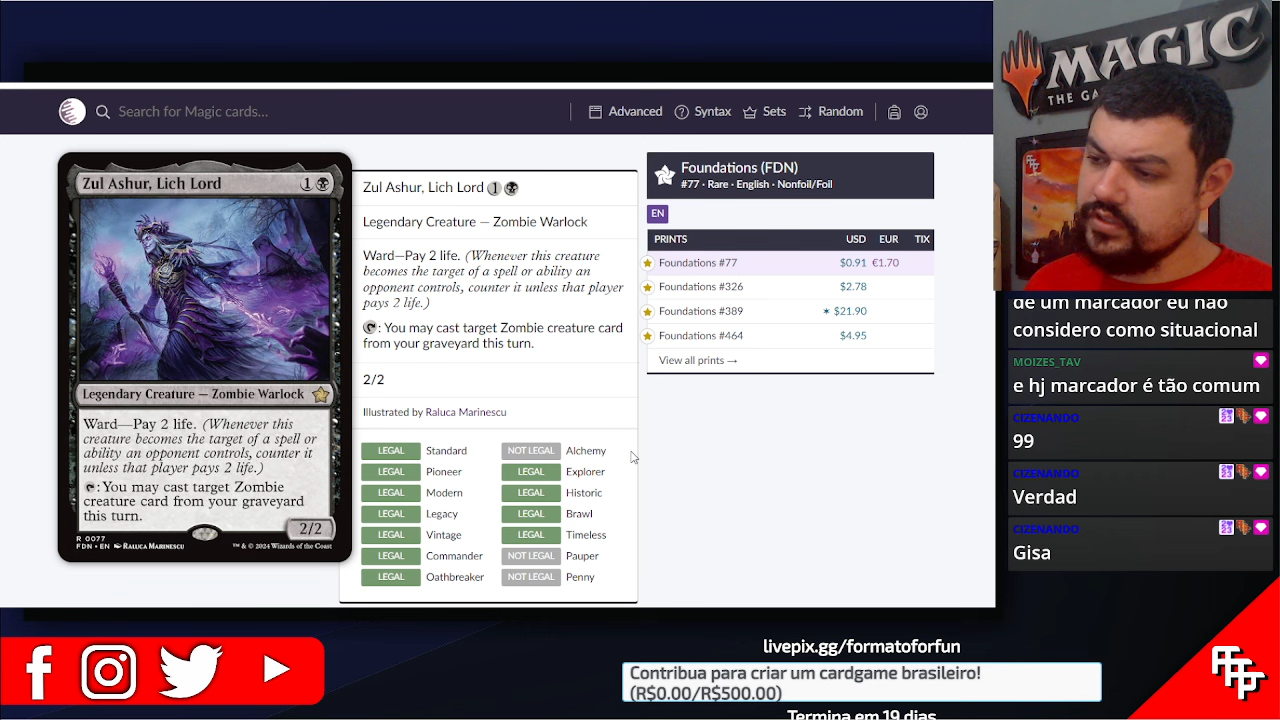 Search for Magic cards...
Advanced
Syntax
Sets
Random
Zul Ashur, Lich Lord 1
Legendary Creature — Zombie Warlock
Ward—Pay 2 life. (Whenever this
creature becomes the target of a spell or
ability an opponent controls, counter it
unless that player pays 2 life.)
: You may cast target Zombie
creature card from your graveyard
this turn.
2/2
R 0077
FDN • EN RALUCA MARINESCU
™ & © 2024 Wizards of the Coast
Zul Ashur, Lich Lord 1
Legendary Creature — Zombie Warlock
Ward—Pay 2 life. (Whenever this creature
becomes the target of a spell or ability an
opponent controls, counter it unless that player
pays 2 life.)
: You may cast target Zombie creature card
from your graveyard this turn.
2/2
Illustrated by Raluca Marinescu
LEGAL Standard NOT LEGAL Alchemy
LEGAL Pioneer LEGAL Explorer
LEGAL Modern LEGAL Historic
LEGAL Legacy LEGAL Brawl
LEGAL Vintage LEGAL Timeless
LEGAL Commander NOT LEGAL Pauper
LEGAL Oathbreaker NOT LEGAL Penny
Foundations (FDN)
#77 · Rare · English · Nonfoil/Foil
EN
PRINTS USD EUR TIX
Foundations #77 $0.91 €1.70
Foundations #326 $2.78
Foundations #389 ✶ $21.90
Foundations #464 $4.95
View all prints →
MAGIC
THE GA
de um marcador eu não
considero como situacional
MOIZES_TAV
e hj marcador é tão comum
CIZENANDO
99
CIZENANDO
Verdad
CIZENANDO
Gisa
livepix.gg/formatoforfun
Contribua para criar um cardgame brasileiro!
(R$0.00/R$500.00)
Termina em 19 dias
FFF